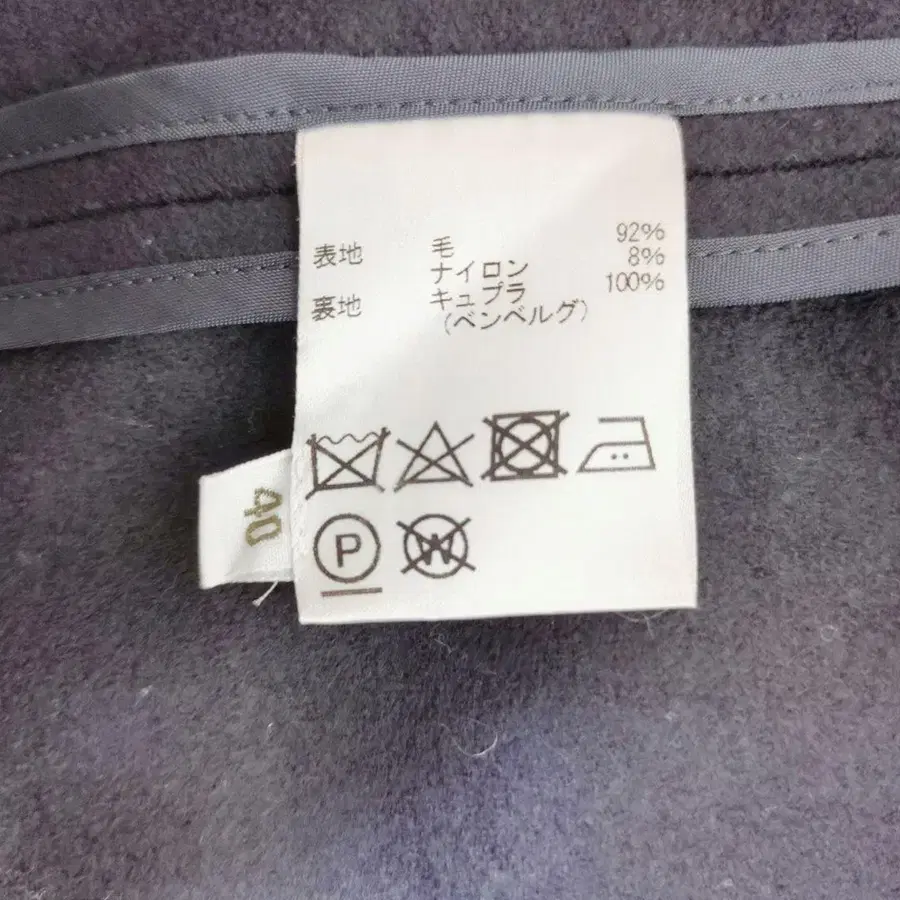 表地 毛 92%
ナイロン 8%
裏地 キュプラ 100%
(ベンベルグ)
P W
40